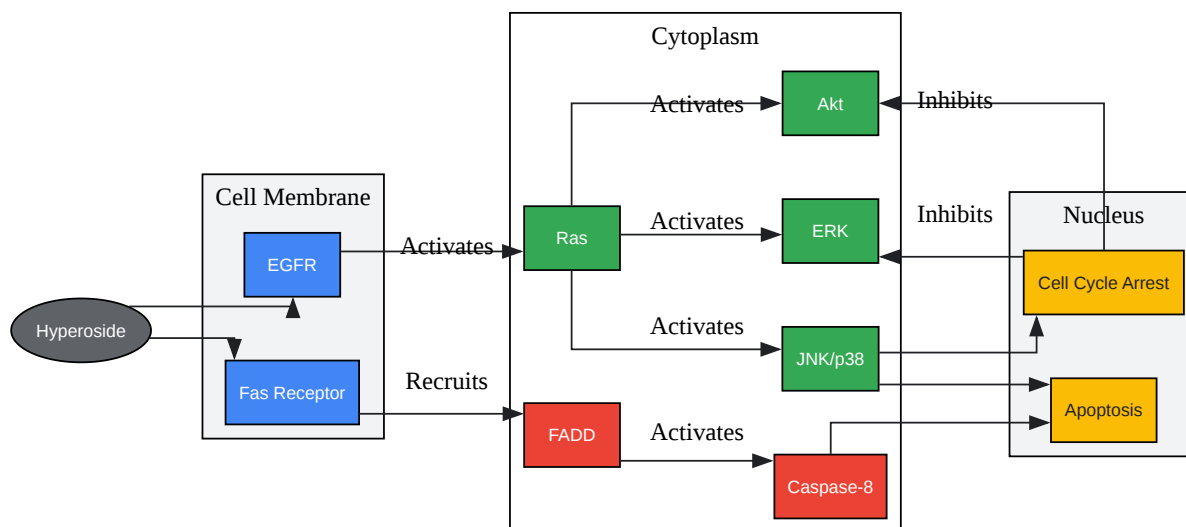 Cytoplasm
Activates
Akt
Inhibits
Cell Membrane
Nucleus
EGFR
Activates
Ras
Activates
ERK
Inhibits
Cell Cycle Arrest
Hyperoside
Activates
JNK/p38
Fas Receptor
Recruits
FADD
Activates
Caspase-8
Apoptosis